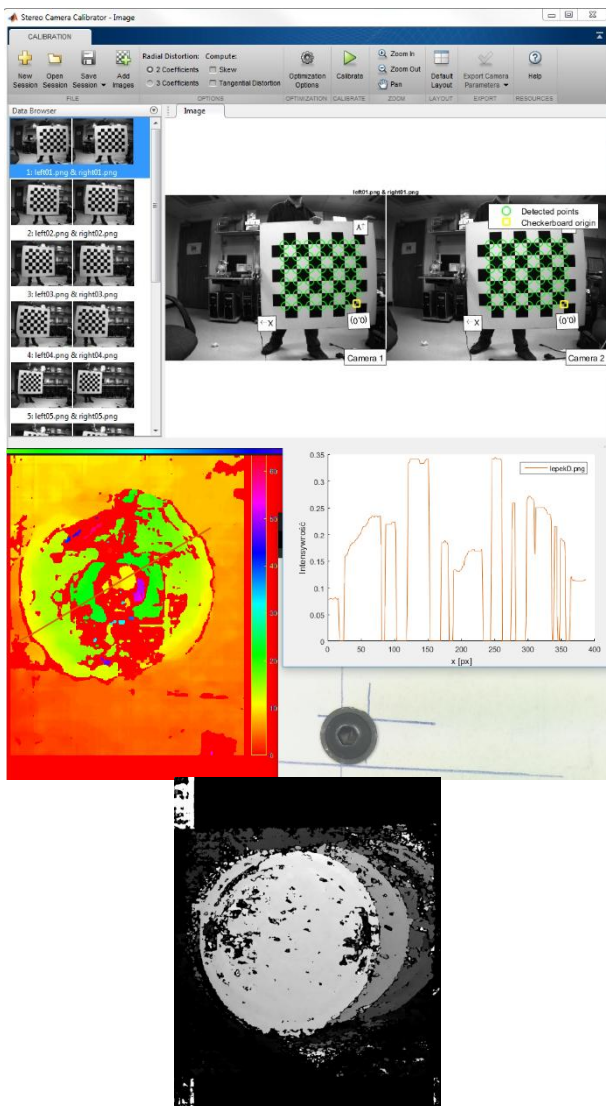 Stereo Camera Calibrator - Image
CALIBRATION
New Session
Open Session
Save Session
Add Images
FILE
Radial Distortion:
2 Coefficients
3 Coefficients
Compute:
Skew
Tangential Distortion
OPTIONS
Optimization Options
OPTIMIZATION
Calibrate
CALIBRATE
Zoom In
Zoom Out
Pan
ZOOM
Default Layout
LAYOUT
Export Camera Parameters
EXPORT
Help
RESOURCES
Data Browser
Image
1: left01.png & right01.png
2: left02.png & right02.png
3: left03.png & right03.png
4: left04.png & right04.png
5: left05.png & right05.png
left01.png & right01.png
Detected points
Checkerboard origin
X
(0,0)
Camera 1
X
(0,0)
Camera 2
60
50
40
30
20
10
0
0.35
0.3
0.25
0.2
0.15
0.1
0.05
0
Intensywność
lepekD.png
0 50 100 150 200 250 300 350 400
x [px]